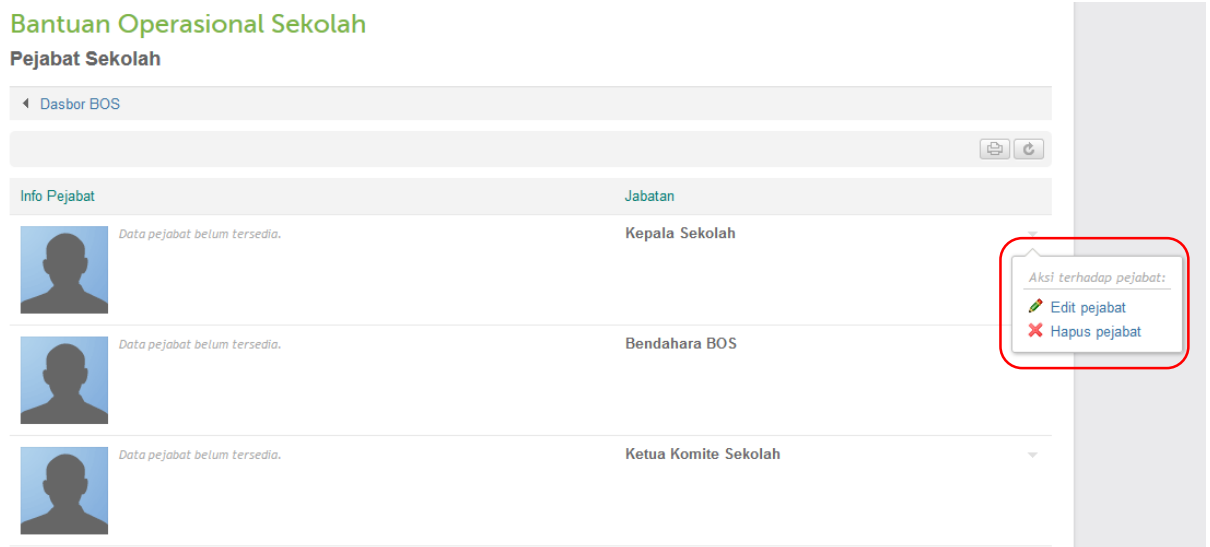 Bantuan Operasional Sekolah
Pejabat Sekolah
Dasbor BOS
Info Pejabat Jabatan
Data pejabat belum tersedia. Kepala Sekolah
Aksi terhadap pejabat:
Edit pejabat
Hapus pejabat
Data pejabat belum tersedia. Bendahara BOS
Data pejabat belum tersedia. Ketua Komite Sekolah